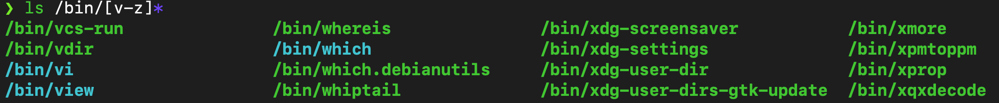 ❯ ls /bin/[v-z]*
/bin/vcs-run /bin/whereis /bin/xdg-screensaver /bin/xmore
/bin/vdir /bin/which /bin/xdg-settings /bin/xpmtoppm
/bin/vi /bin/which.debianutils /bin/xdg-user-dir /bin/xprop
/bin/view /bin/whiptail /bin/xdg-user-dirs-gtk-update /bin/xqxdecode